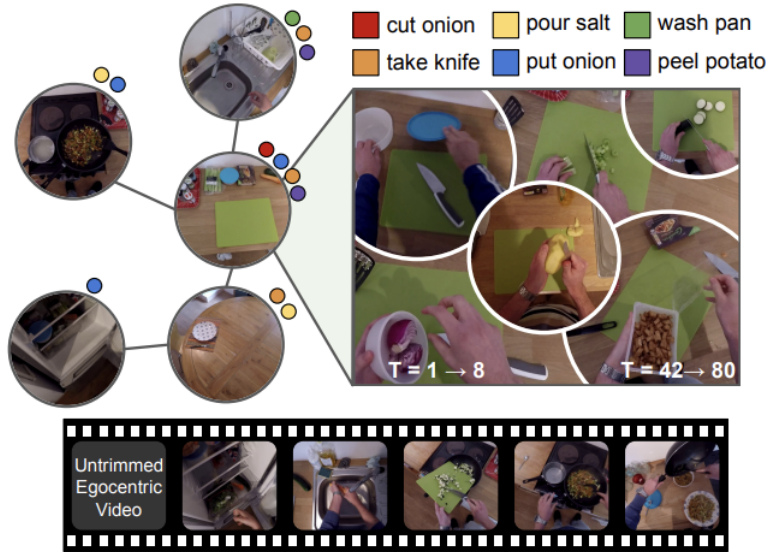 cut onion
pour salt
wash pan
take knife
put onion
peel potato
T = 1 → 8
T = 42→ 80
Untrimmed
Egocentric
Video